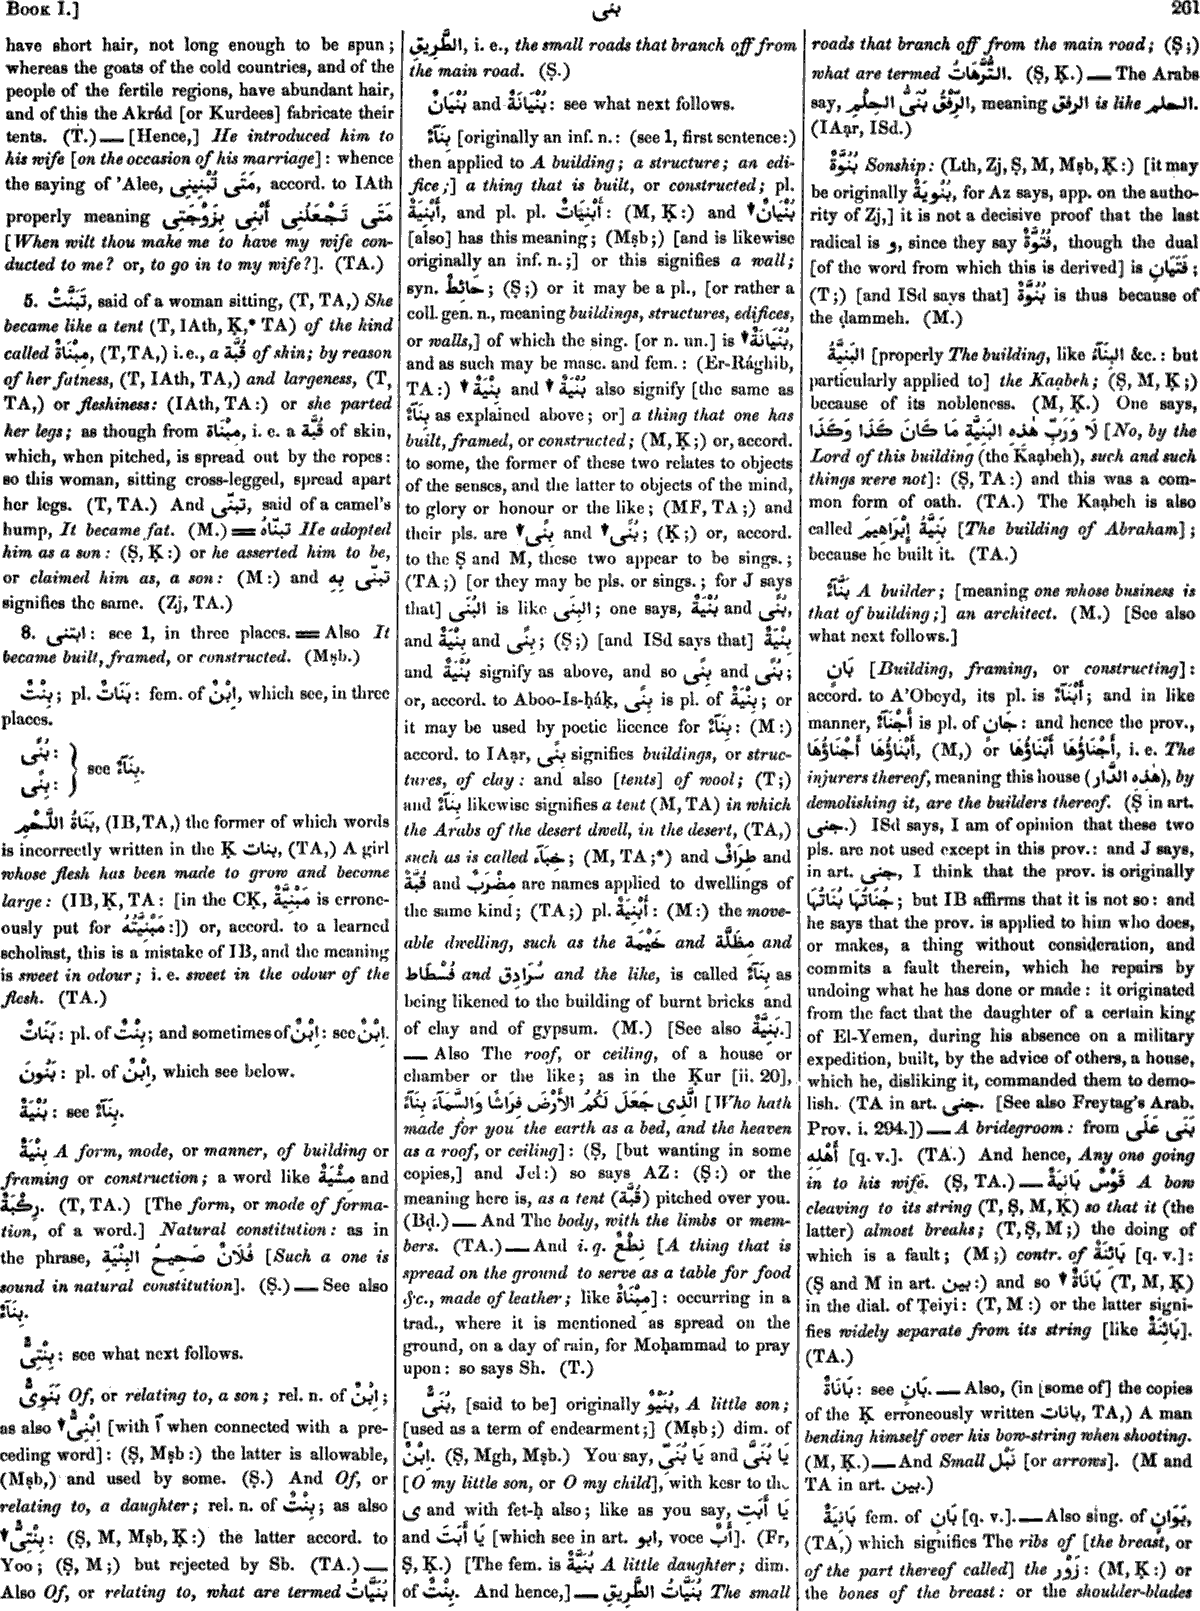 BOOK I.]
بنى
261
have short hair, not long enough to be spun;
whereas the goats of the cold countries, and of the
people of the fertile regions, have abundant hair,
and of this the Akrád [or Kurdees] fabricate their
tents. (T.) — [Hence,] He introduced him to
his wife [on the occasion of his marriage]: whence
the saying of 'Alee, مَتَى تُبْنِينِى, accord. to IAth
properly meaning مَتَى تَجْعَلُنِى أَبْنِى بِزَوْجَتِى
[When wilt thou make me to have my wife con-
ducted to me? or, to go in to my wife?]. (TA.)
5. تَبَنَّتْ, said of a woman sitting, (T, TA,) She
became like a tent (T, IAth, Ḳ,* TA) of the kind
called مِبْنَاة, (T, TA,) i.e., a قُبَّة of skin; by reason
of her fatness, (T, IAth, TA,) and largeness, (T,
TA,) or fleshiness: (IAth, TA:) or she parted
her legs; as though from مِبْنَاة, i. e. a قُبَّة of skin,
which, when pitched, is spread out by the ropes:
so this woman, sitting cross-legged, spread apart
her legs. (T, TA.) And تبنّى, said of a camel's
hump, It became fat. (M.) = تبنّاهُ He adopted
him as a son: (Ṣ, Ḳ:) or he asserted him to be,
or claimed him as, a son: (M:) and تبنّى بِهِ
signifies the same. (Zj, TA.)
8. ابتنى: see 1, in three places. = Also It
became built, framed, or constructed. (Mṣb.)
بِنْتٌ; pl. بَنَاتٌ: fem. of اِبْنٌ, which see, in three
places.
بُنًى:
بِنًى: } see بِنَآءٌ.
بَنَاةُ اللَّحْمِ, (IB, TA,) the former of which words
is incorrectly written in the Ḳ بنات, (TA,) A girl
whose flesh has been made to grow and become
large: (IB, Ḳ, TA: [in the CḲ, مَبْنِيَّةٌ is errone-
ously put for مَبْنِيَّتُهُ:]) or, accord. to a learned
scholiast, this is a mistake of IB, and the meaning
is sweet in odour; i. e. sweet in the odour of the
flesh. (TA.)
بَنَاتٌ: pl. of بِنْتٌ; and sometimes of اِبْنٌ: see اِبْنٌ.
بَنُونَ: pl. of اِبْنٌ, which see below.
بُنْيَةٌ: see بِنَآءٌ.
بِنْيَةٌ A form, mode, or manner, of building or
framing or construction; a word like مِشْيَةٌ and
رِكْبَةٌ. (T, TA.) [The form, or mode of forma-
tion, of a word.] Natural constitution: as in
the phrase, فُلَانٌ صَحِيحُ البِنْيَةِ [Such a one is
sound in natural constitution]. (Ṣ.) — See also
بِنَآءٌ.
بِنْتِىٌّ: see what next follows.
بَنَوِىٌّ Of, or relating to, a son; rel. n. of اِبْنٌ;
as also ↓ ابْنِىٌّ [with اٰ when connected with a pre-
ceding word]: (Ṣ, Mṣb:) the latter is allowable,
(Mṣb,) and used by some. (Ṣ.) And Of, or
relating to, a daughter; rel. n. of بِنْتٌ; as also
↓ بِنْتِىٌّ: (Ṣ, M, Mṣb, Ḳ:) the latter accord. to
Yoo; (Ṣ, M;) but rejected by Sb. (TA.) —
Also Of, or relating to, what are termed بُنَيَّاتُ
الطَّرِيقِ, i. e., the small roads that branch off from
the main road. (Ṣ.)
بُنْيَانٌ and بُنْيَانَةٌ: see what next follows.
بِنَآءٌ [originally an inf. n.: (see 1, first sentence:)
then applied to A building; a structure; an edi-
fice;] a thing that is built, or constructed; pl.
أَبْنِيَةٌ, and pl. pl. أَبْنِيَاتٌ: (M, Ḳ:) and ↓ بُنْيَانٌ
[also] has this meaning; (Mṣb;) [and is likewise
originally an inf. n.;] or this signifies a wall;
syn. حَائِطٌ; (Ṣ;) or it may be a pl., [or rather a
coll. gen. n., meaning buildings, structures, edifices,
or walls,] of which the sing. [or n. un.] is ↓ بُنْيَانَةٌ,
and as such may be masc. and fem.: (Er-Rághib,
TA:) ↓ بِنْيَةٌ and ↓ بُنْيَةٌ also signify [the same as
بِنَآءٌ as explained above; or] a thing that one has
built, framed, or constructed; (M, Ḳ;) or, accord.
to some, the former of these two relates to objects
of the senses, and the latter to objects of the mind,
to glory or honour or the like; (MF, TA;) and
their pls. are ↓ بِنًى and ↓ بُنًى; (Ḳ;) or, accord.
to the Ṣ and M, these two appear to be sings.;
(TA;) [or they may be pls. or sings.; for J says
that] البُنَى is like البِنَى; one says, بُنْيَةٌ and بُنًى,
and بِنْيَةٌ and بِنًى; (Ṣ;) [and ISd says that] بِنْيَةٌ
and بُنْيَةٌ signify as above, and so بِنًى and بُنًى;
or, accord. to Aboo-Is-ḥáḳ, بِنًى is pl. of بِنْيَةٌ; or
it may be used by poetic licence for بِنَآءٌ: (M:)
accord. to IAạr, بِنًى signifies buildings, or struc-
tures, of clay: and also [tents] of wool; (T;)
and بِنَآءٌ likewise signifies a tent (M, TA) in which
the Arabs of the desert dwell, in the desert, (TA,)
such as is called خِبَآء; (M, TA;*) and طِرَاف and
قُبَّةٌ and مِضْرَبٌ are names applied to dwellings of
the same kind; (TA;) pl. أَبْنِيَةٌ: (M:) the move-
able dwelling, such as the خَيْمَة and مِظَلَّة and
فُسْطَاط and سُرَادِق and the like, is called بِنَآءٌ as
being likened to the building of burnt bricks and
of clay and of gypsum. (M.) [See also بَنِيَّةٌ.]
— Also The roof, or ceiling, of a house or
chamber or the like; as in the Ḳur [ii. 20],
الَّذِى جَعَلَ لَكُمُ الأَرْضَ فِرَاشًا وَالسَّمَآءَ بِنَآءً [Who hath
made for you the earth as a bed, and the heaven
as a roof, or ceiling]: (Ṣ, [but wanting in some
copies,] and Jel:) so says AZ: (Ṣ:) or the
meaning here is, as a tent (قُبَّة) pitched over you.
(Bḍ.) — And The body, with the limbs or mem-
bers. (TA.) — And i. q. نِطْعٌ [A thing that is
spread on the ground to serve as a table for food
&c., made of leather; like مِبْنَاةٌ]: occurring in a
trad., where it is mentioned as spread on the
ground, on a day of rain, for Moḥammad to pray
upon: so says Sh. (T.)
بُنَىٌّ, [said to be] originally بُنَيْوٌ, A little son;
[used as a term of endearment;] (Mṣb;) dim. of
اِبْنٌ. (Ṣ, Mgh, Mṣb.) You say, يَا بُنَىِّ and يَا بُنَىَّ
[O my little son, or O my child], with kesr to the
ى and with fet-ḥ also; like as you say, يَا أَبَتِ
and يَا أَبَتَ [which see in art. ابو, voce أَبٌ]. (Fr,
Ṣ, Ḳ.) [The fem. is بُنَيَّةٌ A little daughter; dim.
of بِنْتٌ. And hence,] — بُنَيَّاتُ الطَّرِيقِ The small
roads that branch off from the main road; (Ṣ;)
what are termed التُّرَّهَاتُ. (Ṣ, Ḳ.) — The Arabs
say, الرِّفْقُ بُنَىُّ الحِلْمِ, meaning الرفق is like الحلم.
(IAạr, ISd.)
بُنُوَّةٌ Sonship: (Lth, Zj, Ṣ, M, Mṣb, Ḳ:) [it may
be originally بُنُويَةٌ, for Az says, app. on the autho-
rity of Zj,] it is not a decisive proof that the last
radical is و, since they say فُتُوَّةٌ, though the dual
[of the word from which this is derived] is فَتَيَانِ;
(T;) [and ISd says that] بُنُوَّةٌ is thus because of
the ḍammeh. (M.)
البَنِيَّةُ [properly The building, like البِنَآءُ &c.: but
particularly applied to] the Kaạbeh; (Ṣ, M, Ḳ;)
because of its nobleness. (M, Ḳ.) One says,
لَا وَرَبِّ هٰذِهِ البَنِيَّةِ مَا كَانَ كَذَا وَكَذَا [No, by the
Lord of this building (the Kaạbeh), such and such
things were not]: (Ṣ, TA:) and this was a com-
mon form of oath. (TA.) The Kaạbeh is also
called بَنِيَّةُ إِبْرَاهِيمَ [The building of Abraham];
because he built it. (TA.)
بَنَّآءٌ A builder; [meaning one whose business is
that of building;] an architect. (M.) [See also
what next follows.]
بَانٍ [Building, framing, or constructing]:
accord. to A'Obeyd, its pl. is أَبْنَآءٌ; and in like
manner, أَجْنَآءٌ is pl. of جَانٍ: and hence the prov.,
أَبْنَاؤُهَا أَجْنَاؤُهَا, (M,) or أَجْنَاؤُهَا أَبْنَاؤُهَا, i. e. The
injurers thereof, meaning this house (هٰذِهِ الدَّار), by
demolishing it, are the builders thereof. (Ṣ in art.
جنى.) ISd says, I am of opinion that these two
pls. are not used except in this prov.: and J says,
in art. جنى, I think that the prov. is originally
جُنَاتُهَا بُنَاتُهَا; but IB affirms that it is not so: and
he says that the prov. is applied to him who does,
or makes, a thing without consideration, and
commits a fault therein, which he repairs by
undoing what he has done or made: it originated
from the fact that the daughter of a certain king
of El-Yemen, during his absence on a military
expedition, built, by the advice of others, a house,
which he, disliking it, commanded them to demo-
lish. (TA in art. جنى. [See also Freytag's Arab.
Prov. i. 294.]) — A bridegroom: from بَنَى عَلَى
أَهْلِهِ [q. v.]. (TA.) And hence, Any one going
in to his wife. (Ṣ, TA.) — قَوْسٌ بَانِيَةٌ A bow
cleaving to its string (T, Ṣ, M, Ḳ) so that it (the
latter) almost breaks; (T, Ṣ, M;) the doing of
which is a fault; (M;) contr. of بَائِنَةٌ [q. v.]:
(Ṣ and M in art. بين:) and so ↓ بَانَاةٌ (T, M, Ḳ)
in the dial. of Ṭeiyi: (T, M:) or the latter signi-
fies widely separate from its string [like بَائِنَةٌ].
(TA.)
بَانَاةٌ: see بَانٍ. — Also, (in [some of] the copies
of the Ḳ erroneously written بانات, TA,) A man
bending himself over his bow-string when shooting.
(M, Ḳ.) — And Small نَبْل [or arrows]. (M and
TA in art. بين.)
بَانِيَةٌ fem. of بَانٍ [q. v.]. — Also sing. of بَوَانٍ,
(TA,) which signifies The ribs of [the breast, or
of the part thereof called] the زَوْر: (M, Ḳ:) or
the bones of the breast: or the shoulder-blades